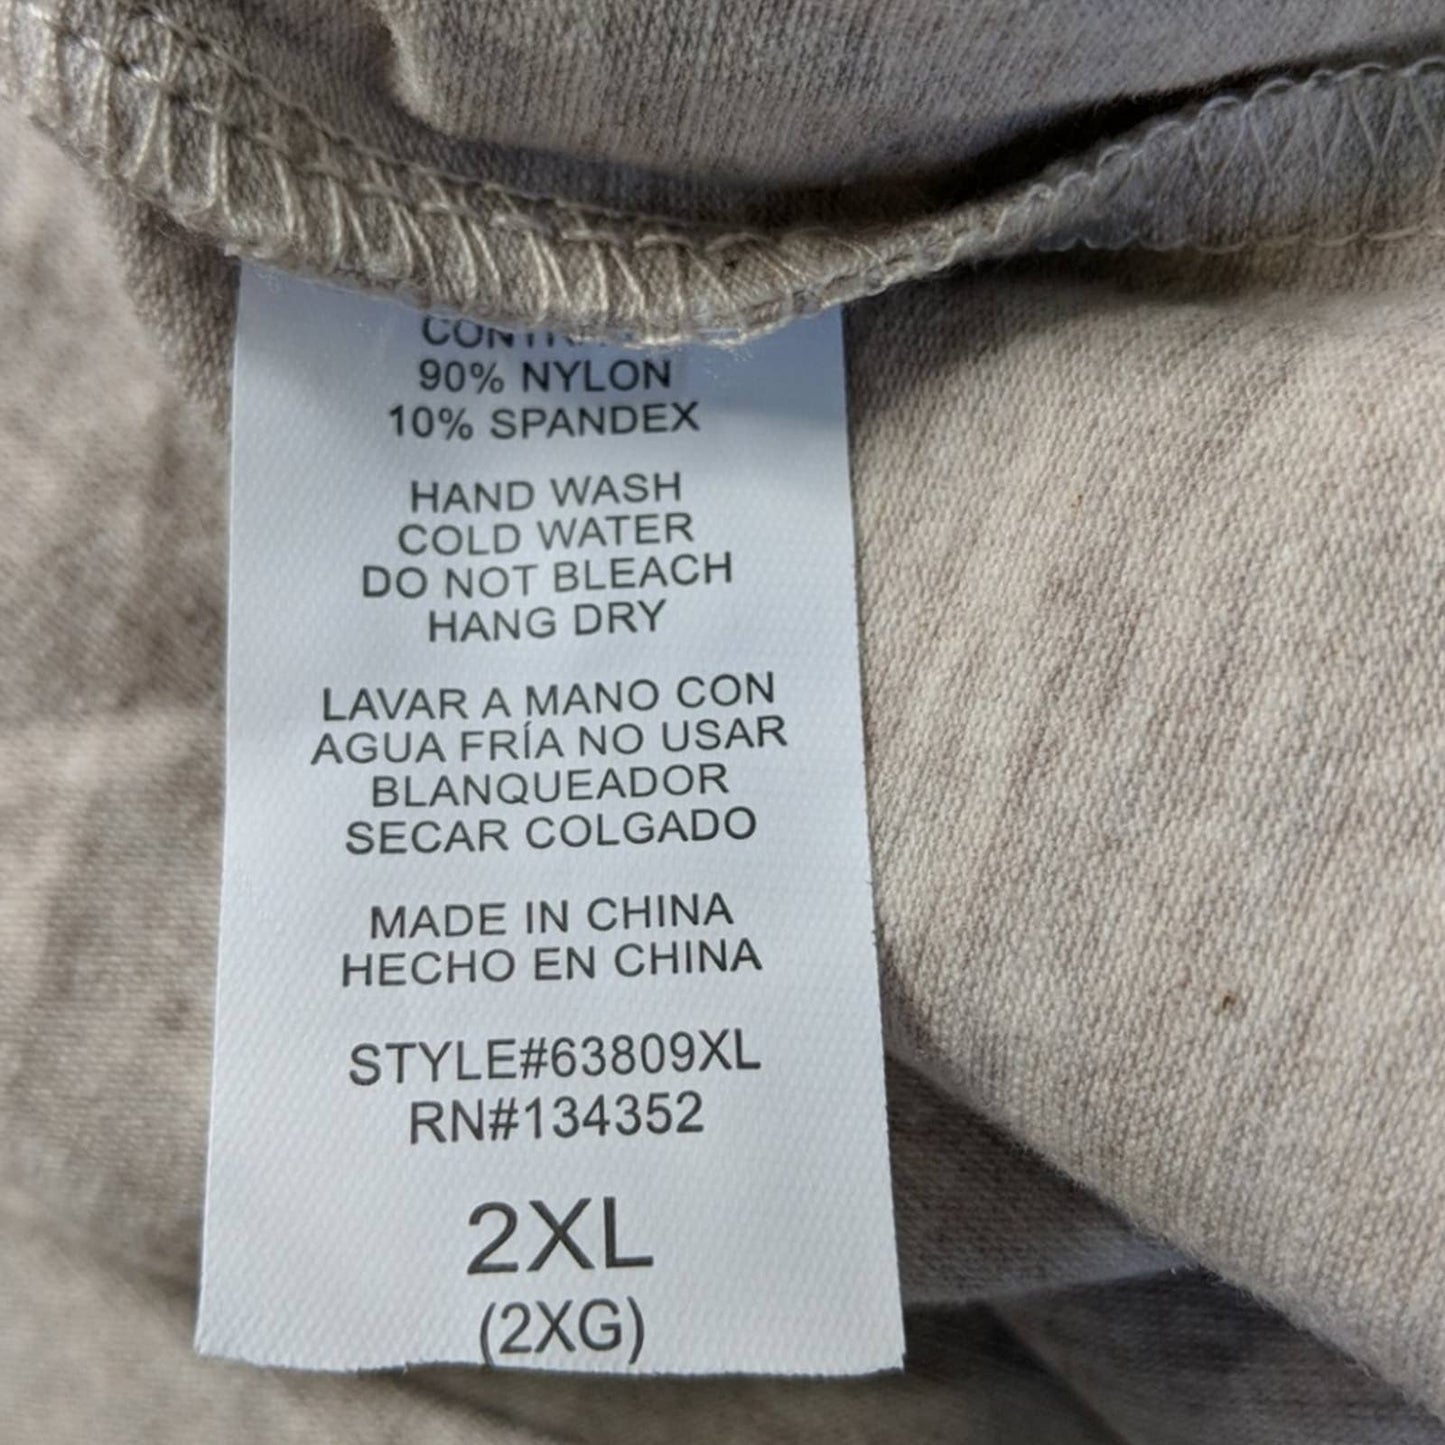 90% NYLON
10% SPANDEX
HAND WASH
COLD WATER
DO NOT BLEACH
HANG DRY
LAVAR A MANO CON
AGUA FRÍA NO USAR
BLANQUEADOR
SECAR COLGADO
MADE IN CHINA
HECHO EN CHINA
STYLE#63809XL
RN#134352
2XL
(2XG)